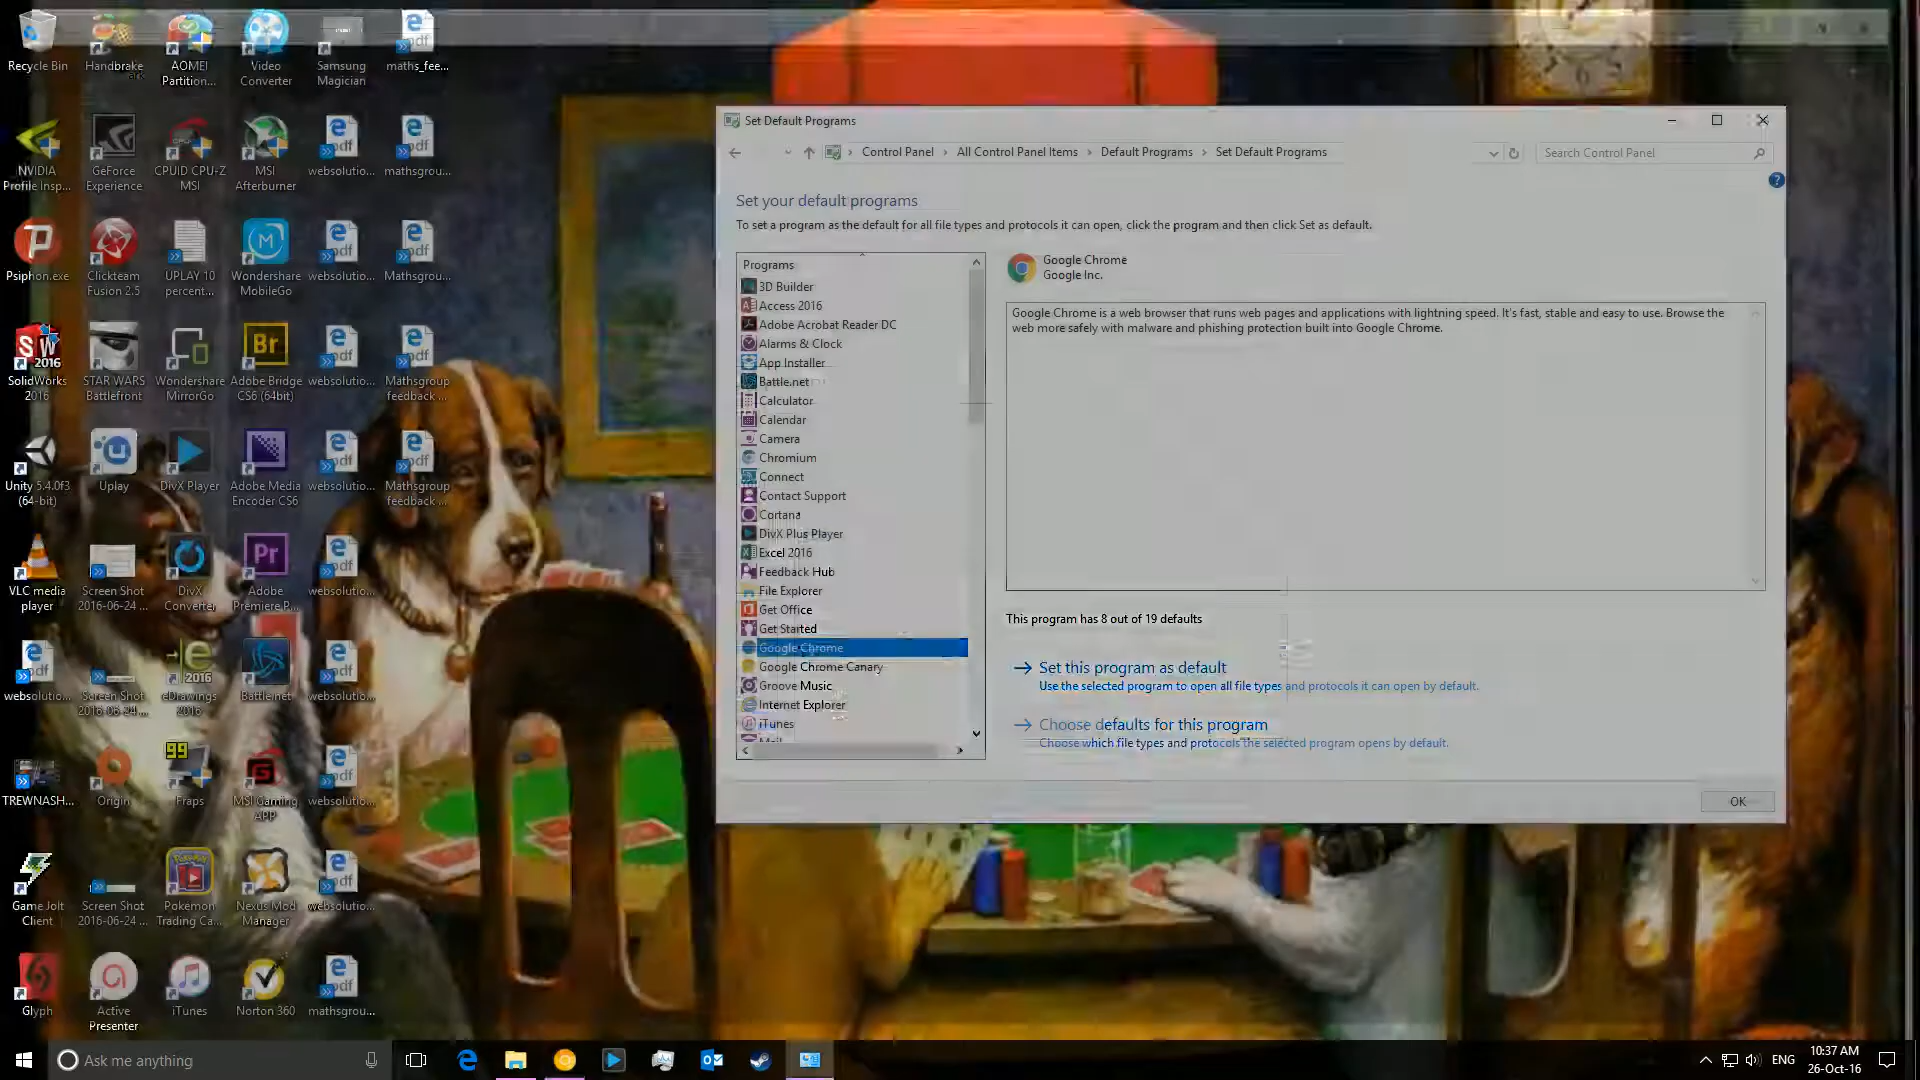 Recycle Bin
Handbrake
AOMEI
Partition...
Video
Converter
Samsung
Magician
maths_fee...
NVIDIA
Profile Insp...
GeForce
Experience
CPUID CPU-Z
MSI
MSI
Afterburner
websolutio...
mathsgrou...
Psiphon.exe
Clickteam
Fusion 2.5
UPLAY 10
percent...
Wondershare
MobileGo
websolutio...
Mathsgrou...
SolidWorks
2016
STAR WARS
Battlefront
Wondershare
MirrorGo
Adobe Bridge
CS6 (64bit)
websolutio...
Mathsgroup
feedback ...
Unity 5.4.0f3
(64-bit)
Uplay
DivX Player
Adobe Media
Encoder CS6
websolutio...
Mathsgroup
feedback ...
VLC media
player
Screen Shot
2016-06-24 ...
DivX
Converter
Adobe
Premiere P...
websolutio...
websolutio...
Screen Shot
2016-06-24 ...
eDrawings
2016
Battle.net
websolutio...
TREWNASH...
Origin
Fraps
MSI Gaming
APP
websolutio...
Game Jolt
Client
Screen Shot
2016-06-24 ...
Pokemon
Trading Ca...
Nexus Mod
Manager
websolutio...
Glyph
Active
Presenter
iTunes
Norton 360
mathsgrou...
Set Default Programs
Control Panel
All Control Panel Items
Default Programs
Set Default Programs
Search Control Panel
Set your default programs
To set a program as the default for all file types and protocols it can open, click the program and then click Set as default.
Programs
3D Builder
Access 2016
Adobe Acrobat Reader DC
Alarms & Clock
App Installer
Battle.net
Calculator
Calendar
Camera
Chromium
Connect
Contact Support
Cortana
DivX Plus Player
Excel 2016
Feedback Hub
File Explorer
Get Office
Get Started
Google Chrome
Google Chrome Canary
Groove Music
Internet Explorer
iTunes
Mail
Google Chrome
Google Inc.
Google Chrome is a web browser that runs web pages and applications with lightning speed. It's fast, stable and easy to use. Browse the
web more safely with malware and phishing protection built into Google Chrome.
This program has 8 out of 19 defaults
Set this program as default
Use the selected program to open all file types and protocols it can open by default.
Choose defaults for this program
Choose which file types and protocols the selected program opens by default.
OK
Ask me anything
ENG
10:37 AM
26-Oct-16